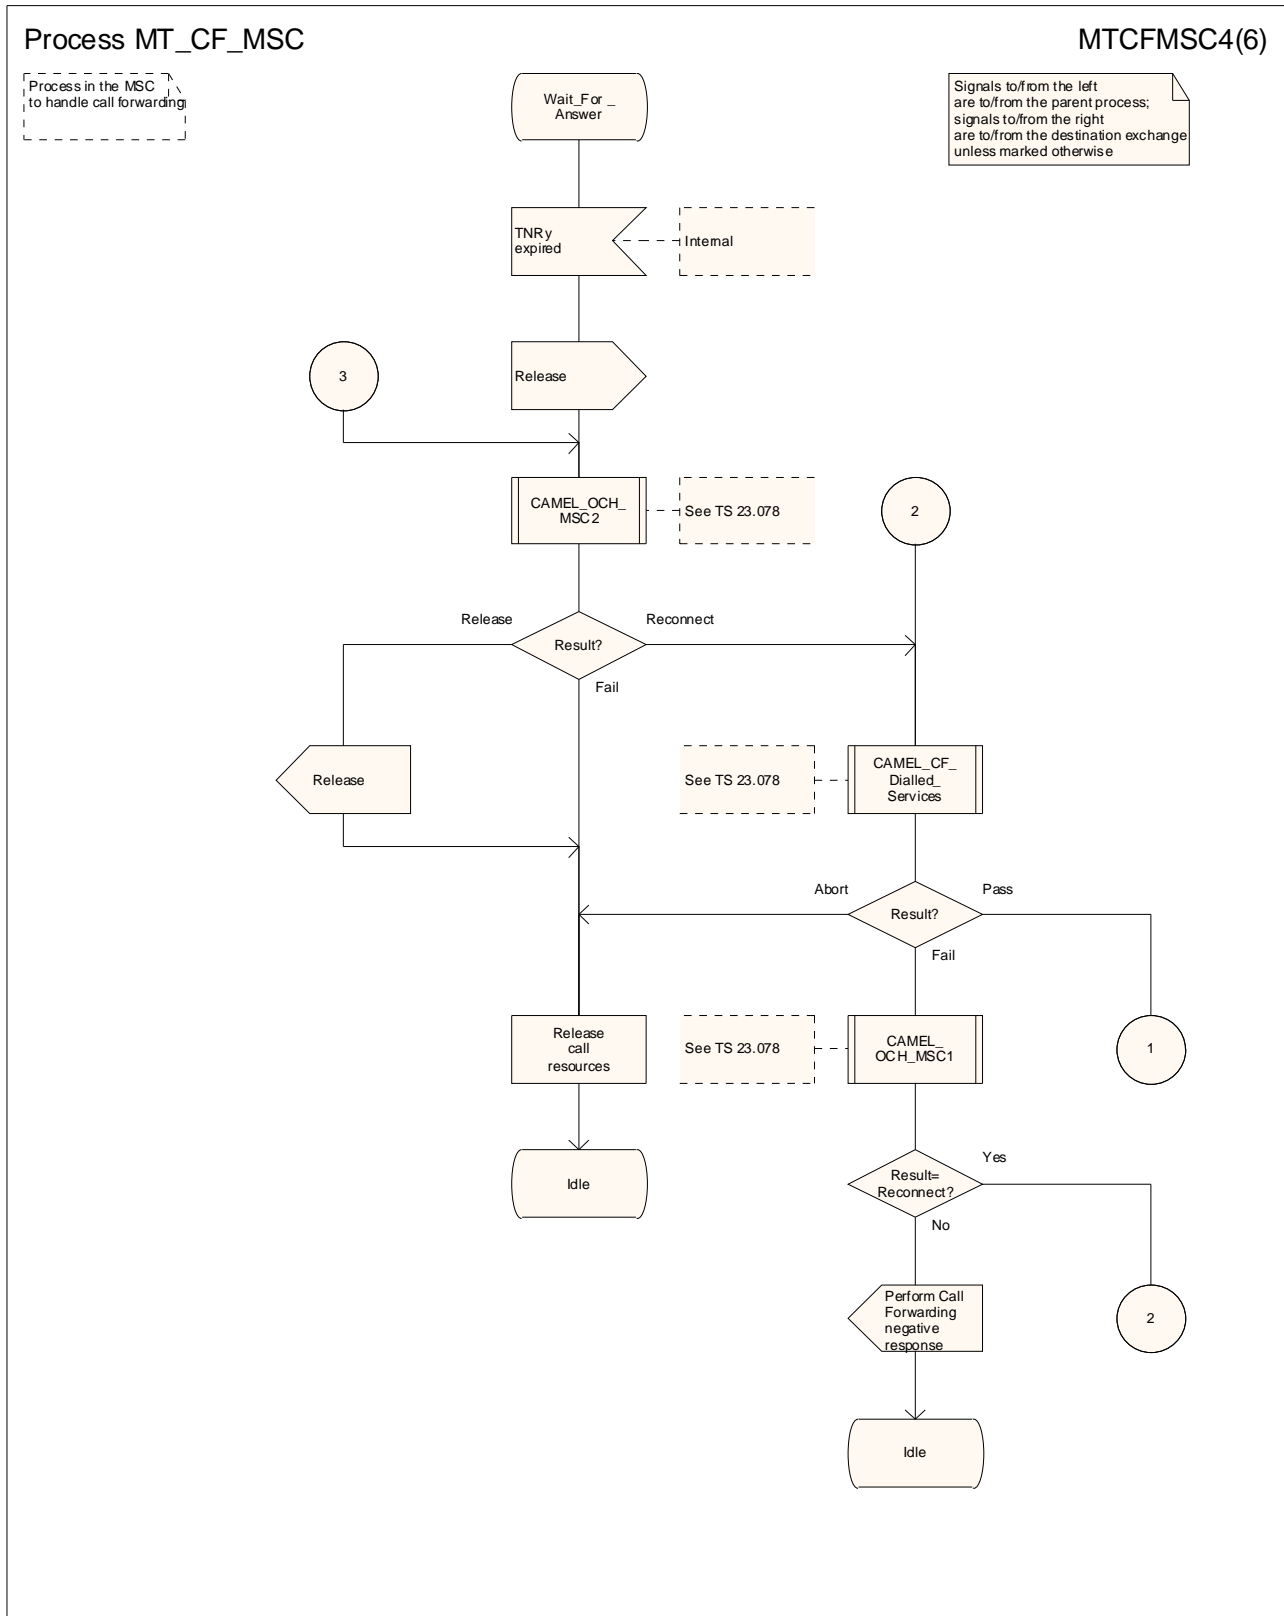 Process MT_CF_MSC
MTCFMSC4(6)
Process in the MSC
to handle call forwarding
Signals to/from the left
are to/from the parent process;
signals to/from the right
are to/from the destination exchange
unless marked otherwise
Wait_For_
Answer
TNRy
expired
Internal
3
Release
CAMEL_OCH_
MSC2
See TS 23.078
2
Release
Result?
Reconnect
Fail
Release
See TS 23.078
CAMEL_CF_
Dialled_
Services
Abort
Result?
Pass
Fail
Release
call
resources
See TS 23.078
CAMEL_
OCH_MSC1
1
Idle
Result=
Reconnect?
Yes
No
Perform Call
Forwarding
negative
response
2
Idle